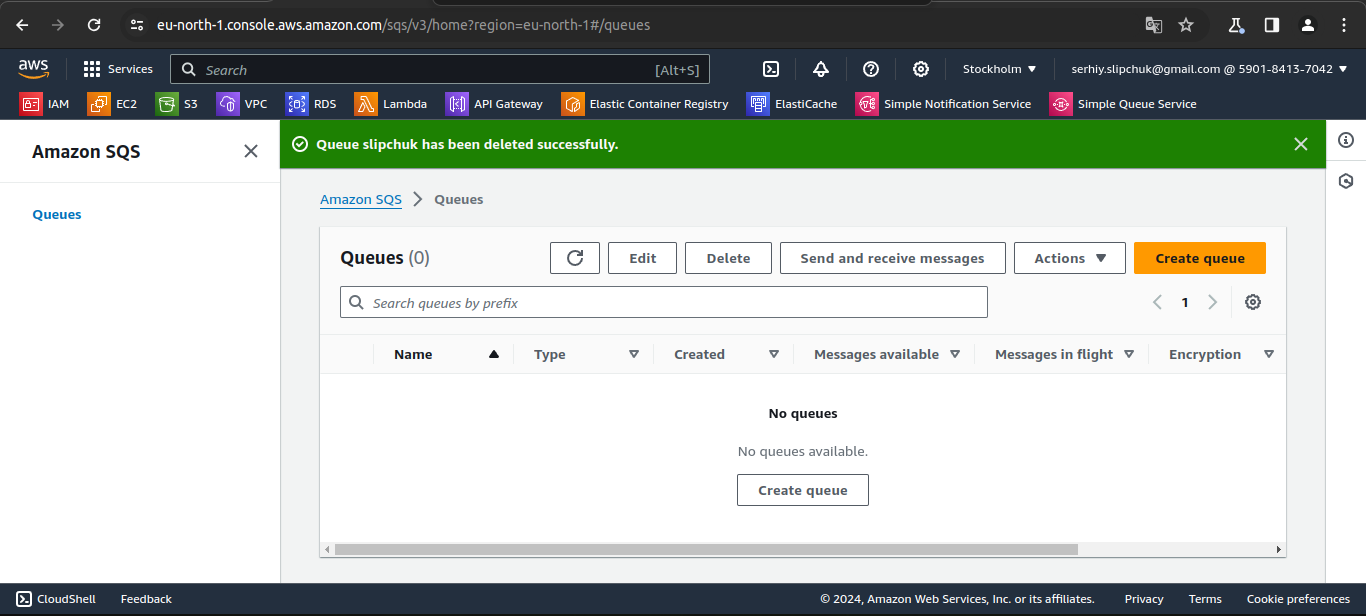 eu-north-1.console.aws.amazon.com/sqs/v3/home?region=eu-north-1#/queues
aws Services Search [Alt+S] Stockholm serhiy.slipchuk@gmail.com @ 5901-8413-7042
IAM EC2 S3 VPC RDS Lambda API Gateway Elastic Container Registry ElastiCache Simple Notification Service Simple Queue Service
Amazon SQS
Queues
Queue slipchuk has been deleted successfully.
Amazon SQS Queues
Queues (0) Edit Delete Send and receive messages Actions Create queue
Search queues by prefix 1
Name Type Created Messages available Messages in flight Encryption
No queues
No queues available.
Create queue
CloudShell Feedback © 2024, Amazon Web Services, Inc. or its affiliates. Privacy Terms Cookie preferences